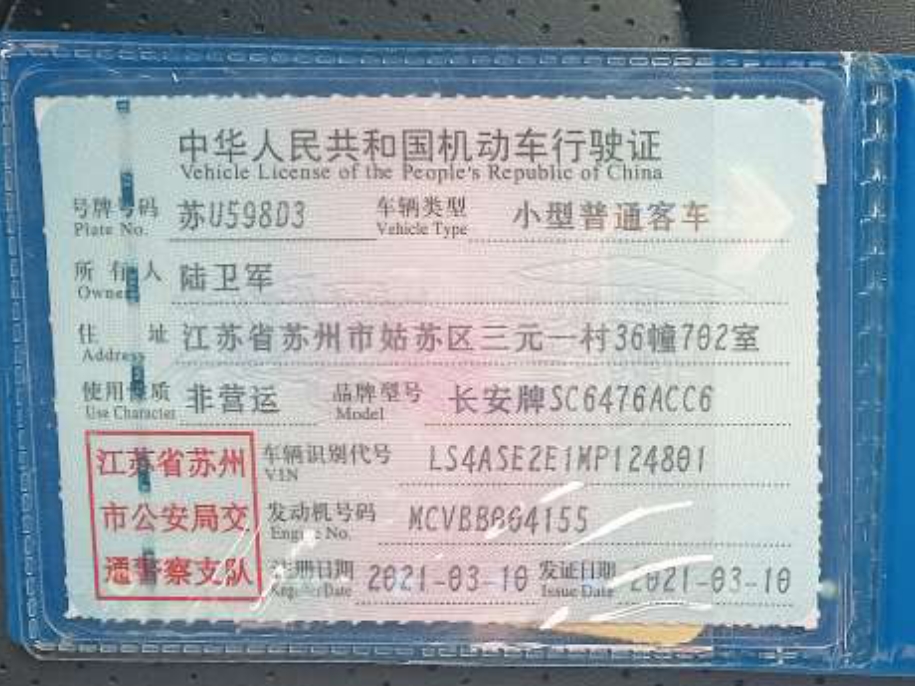 中华人民共和国机动车行驶证
Vehicle License of the People's Republic of China
号牌号码 苏U598D3 车辆类型 小型普通客车
Plate No. Vehicle Type
所有人 陆卫军
Owner
住址 江苏省苏州市姑苏区三元一村36幢702室
Address
使用性质 非营运 品牌型号 长安牌SC6476ACC6
Use Character Model
江苏省苏州 车辆识别代号 LS4ASE2E1MP124801
VIN
市公安局交 发动机号码 MCVBB004155
Engine No.
通警察支队 注册日期 2021-03-10 发证日期 2021-03-10
Register Date Issue Date